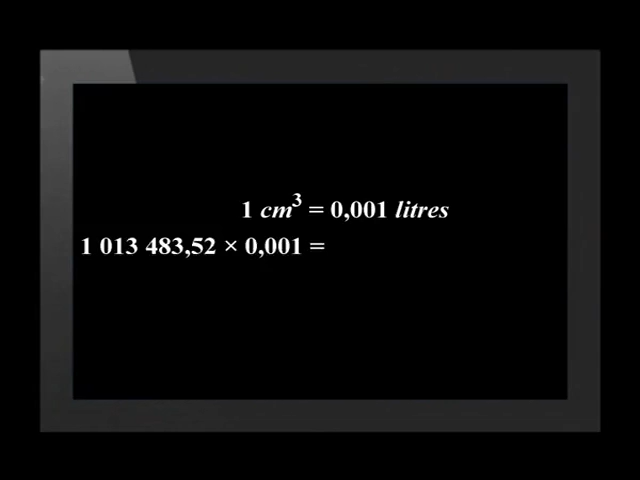 1 cm³ = 0,001 litres
1 013 483,52 × 0,001 =